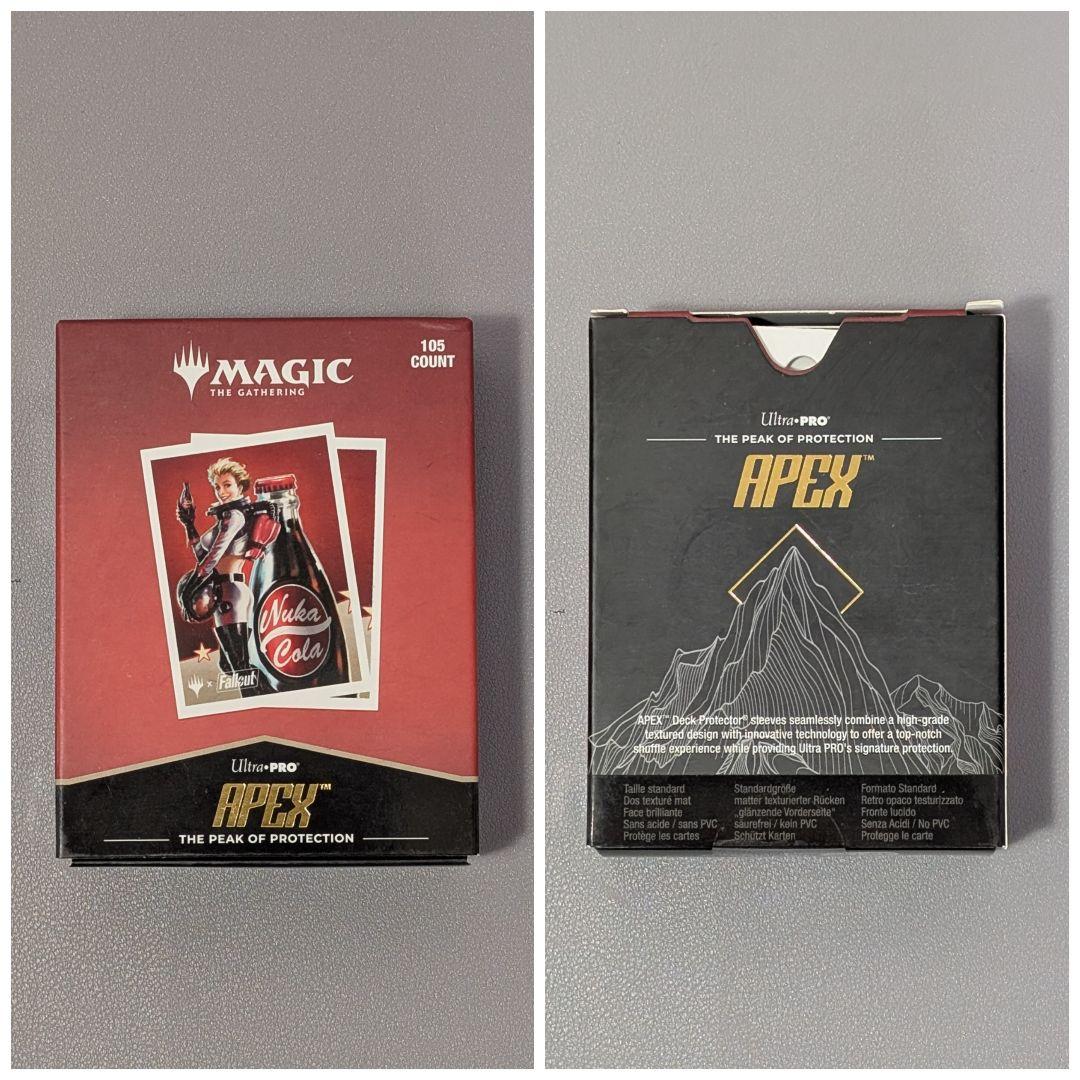 MAGIC
THE GATHERING
105
COUNT
Nuka
Cola
x Fallout
Ultra•PRO®
APEX™
THE PEAK OF PROTECTION
Ultra•PRO®
THE PEAK OF PROTECTION
APEX™
APEX™ Deck Protector® sleeves seamlessly combine a high-grade
textured design with innovative technology to offer a top-notch
shuffle experience while providing Ultra PRO's signature protection.
Taille standard
Dos texturé mat
Face brillante
Sans acide / sans PVC
Protège les cartes
Standardgröße
matter texturierter Rücken
„glänzende Vorderseite"
säurefrei / kein PVC
Schützt Karten
Formato Standard
Retro opaco testurizzato
Fronte lucido
Senza Acidi / No PVC
Protegge le carte